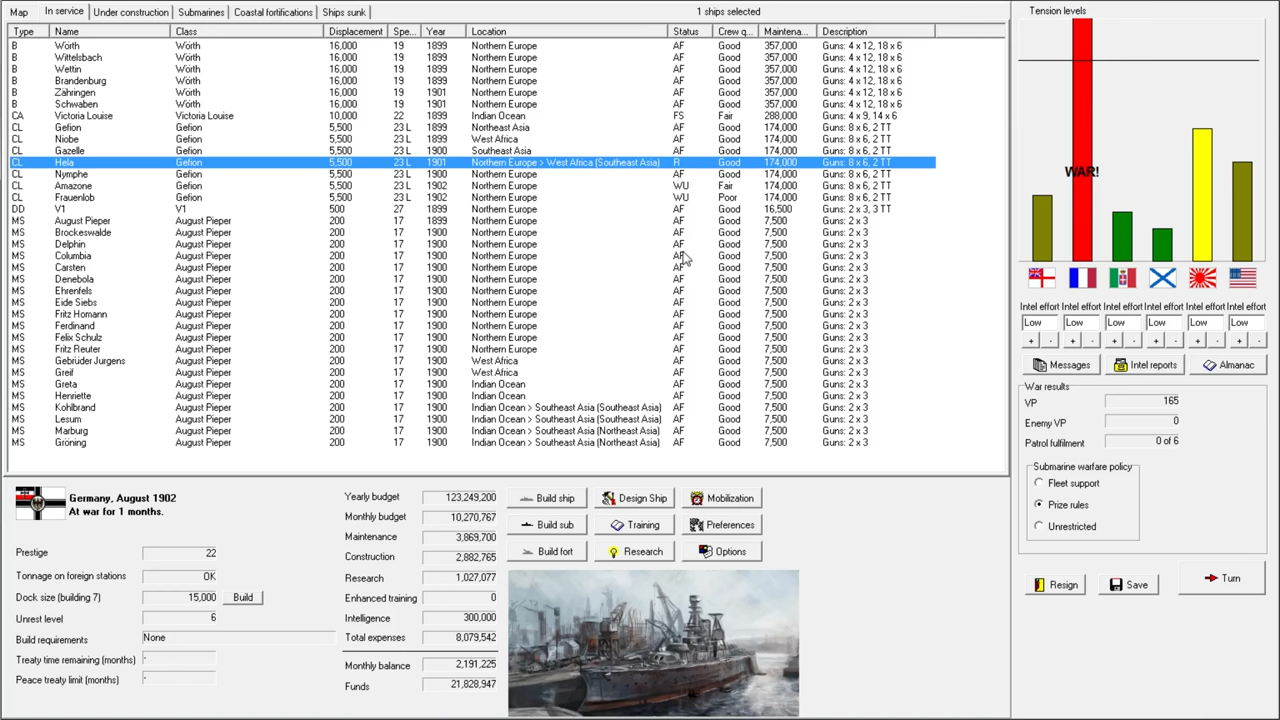 Map In service Under construction Submarines Coastal fortifications Ships sunk 1 ships selected
Type Name Class Displacement Spe... Year Location Status Crew q... Maintena... Description
B Wörth Wörth 16,000 19 1899 Northern Europe AF Good 357,000 Guns: 4 x 12, 18 x 6
B Wittelsbach Wörth 16,000 19 1899 Northern Europe AF Good 357,000 Guns: 4 x 12, 18 x 6
B Wettin Wörth 16,000 19 1899 Northern Europe AF Good 357,000 Guns: 4 x 12, 18 x 6
B Brandenburg Wörth 16,000 19 1899 Northern Europe AF Good 357,000 Guns: 4 x 12, 18 x 6
B Zähringen Wörth 16,000 19 1901 Northern Europe AF Good 357,000 Guns: 4 x 12, 18 x 6
B Schwaben Wörth 16,000 19 1901 Northern Europe AF Good 357,000 Guns: 4 x 12, 18 x 6
CA Victoria Louise Victoria Louise 10,000 22 1899 Indian Ocean FS Fair 288,000 Guns: 4 x 9, 14 x 6
CL Gefion Gefion 5,500 23 L 1899 Northeast Asia AF Good 174,000 Guns: 8 x 6, 2 TT
CL Niobe Gefion 5,500 23 L 1899 West Africa AF Good 174,000 Guns: 8 x 6, 2 TT
CL Gazelle Gefion 5,500 23 L 1900 Southeast Asia AF Good 174,000 Guns: 8 x 6, 2 TT
CL Hela Gefion 5,500 23 L 1901 Northern Europe > West Africa (Southeast Asia) R Good 174,000 Guns: 8 x 6, 2 TT
CL Nymphe Gefion 5,500 23 L 1900 Northern Europe AF Good 174,000 Guns: 8 x 6, 2 TT
CL Amazone Gefion 5,500 23 L 1902 Northern Europe WU Fair 174,000 Guns: 8 x 6, 2 TT
CL Frauenlob Gefion 5,500 23 L 1902 Northern Europe WU Poor 174,000 Guns: 8 x 6, 2 TT
DD V1 V1 500 27 1899 Northern Europe AF Good 16,500 Guns: 2 x 3, 3 TT
MS August Pieper August Pieper 200 17 1899 Northern Europe AF Good 7,500 Guns: 2 x 3
MS Brockeswalde August Pieper 200 17 1900 Northern Europe AF Good 7,500 Guns: 2 x 3
MS Delphin August Pieper 200 17 1900 Northern Europe AF Good 7,500 Guns: 2 x 3
MS Columbia August Pieper 200 17 1900 Northern Europe AF Good 7,500 Guns: 2 x 3
MS Carsten August Pieper 200 17 1900 Northern Europe AF Good 7,500 Guns: 2 x 3
MS Denebola August Pieper 200 17 1900 Northern Europe AF Good 7,500 Guns: 2 x 3
MS Ehrenfels August Pieper 200 17 1900 Northern Europe AF Good 7,500 Guns: 2 x 3
MS Eide Siebs August Pieper 200 17 1900 Northern Europe AF Good 7,500 Guns: 2 x 3
MS Fritz Homann August Pieper 200 17 1900 Northern Europe AF Good 7,500 Guns: 2 x 3
MS Ferdinand August Pieper 200 17 1900 Northern Europe AF Good 7,500 Guns: 2 x 3
MS Felix Schulz August Pieper 200 17 1900 Northern Europe AF Good 7,500 Guns: 2 x 3
MS Fritz Reuter August Pieper 200 17 1900 Northern Europe AF Good 7,500 Guns: 2 x 3
MS Gebrüder Jurgens August Pieper 200 17 1900 West Africa AF Good 7,500 Guns: 2 x 3
MS Greif August Pieper 200 17 1900 West Africa AF Good 7,500 Guns: 2 x 3
MS Greta August Pieper 200 17 1900 Indian Ocean AF Good 7,500 Guns: 2 x 3
MS Henriette August Pieper 200 17 1900 Indian Ocean AF Good 7,500 Guns: 2 x 3
MS Kohlbrand August Pieper 200 17 1900 Indian Ocean > Southeast Asia (Southeast Asia) AF Good 7,500 Guns: 2 x 3
MS Lesum August Pieper 200 17 1900 Indian Ocean > Southeast Asia (Southeast Asia) AF Good 7,500 Guns: 2 x 3
MS Marburg August Pieper 200 17 1900 Indian Ocean > Southeast Asia (Northeast Asia) AF Good 7,500 Guns: 2 x 3
MS Gröning August Pieper 200 17 1900 Indian Ocean > Southeast Asia (Northeast Asia) AF Good 7,500 Guns: 2 x 3
Germany, August 1902
At war for 1 months.
Prestige 22
Tonnage on foreign stations OK
Dock size (building 7) 15,000 Build
Unrest level 6
Build requirements None
Treaty time remaining (months) -
Peace treaty limit (months) -
Yearly budget 123,249,200
Monthly budget 10,270,767
Maintenance 3,869,700
Construction 2,882,765
Research 1,027,077
Enhanced training 0
Intelligence 300,000
Total expenses 8,079,542
Monthly balance 2,191,225
Funds 21,828,947
Build ship Design Ship Mobilization
Build sub Training Preferences
Build fort Research Options
Tension levels
WAR!
Intel effort Intel effort Intel effort Intel effort Intel effort Intel effort
Low Low Low Low Low Low
+ - + - + - + - + - + -
Messages Intel reports Almanac
War results
VP 165
Enemy VP 0
Patrol fulfilment 0 of 6
Submarine warfare policy
Fleet support
Prize rules
Unrestricted
Resign Save Turn